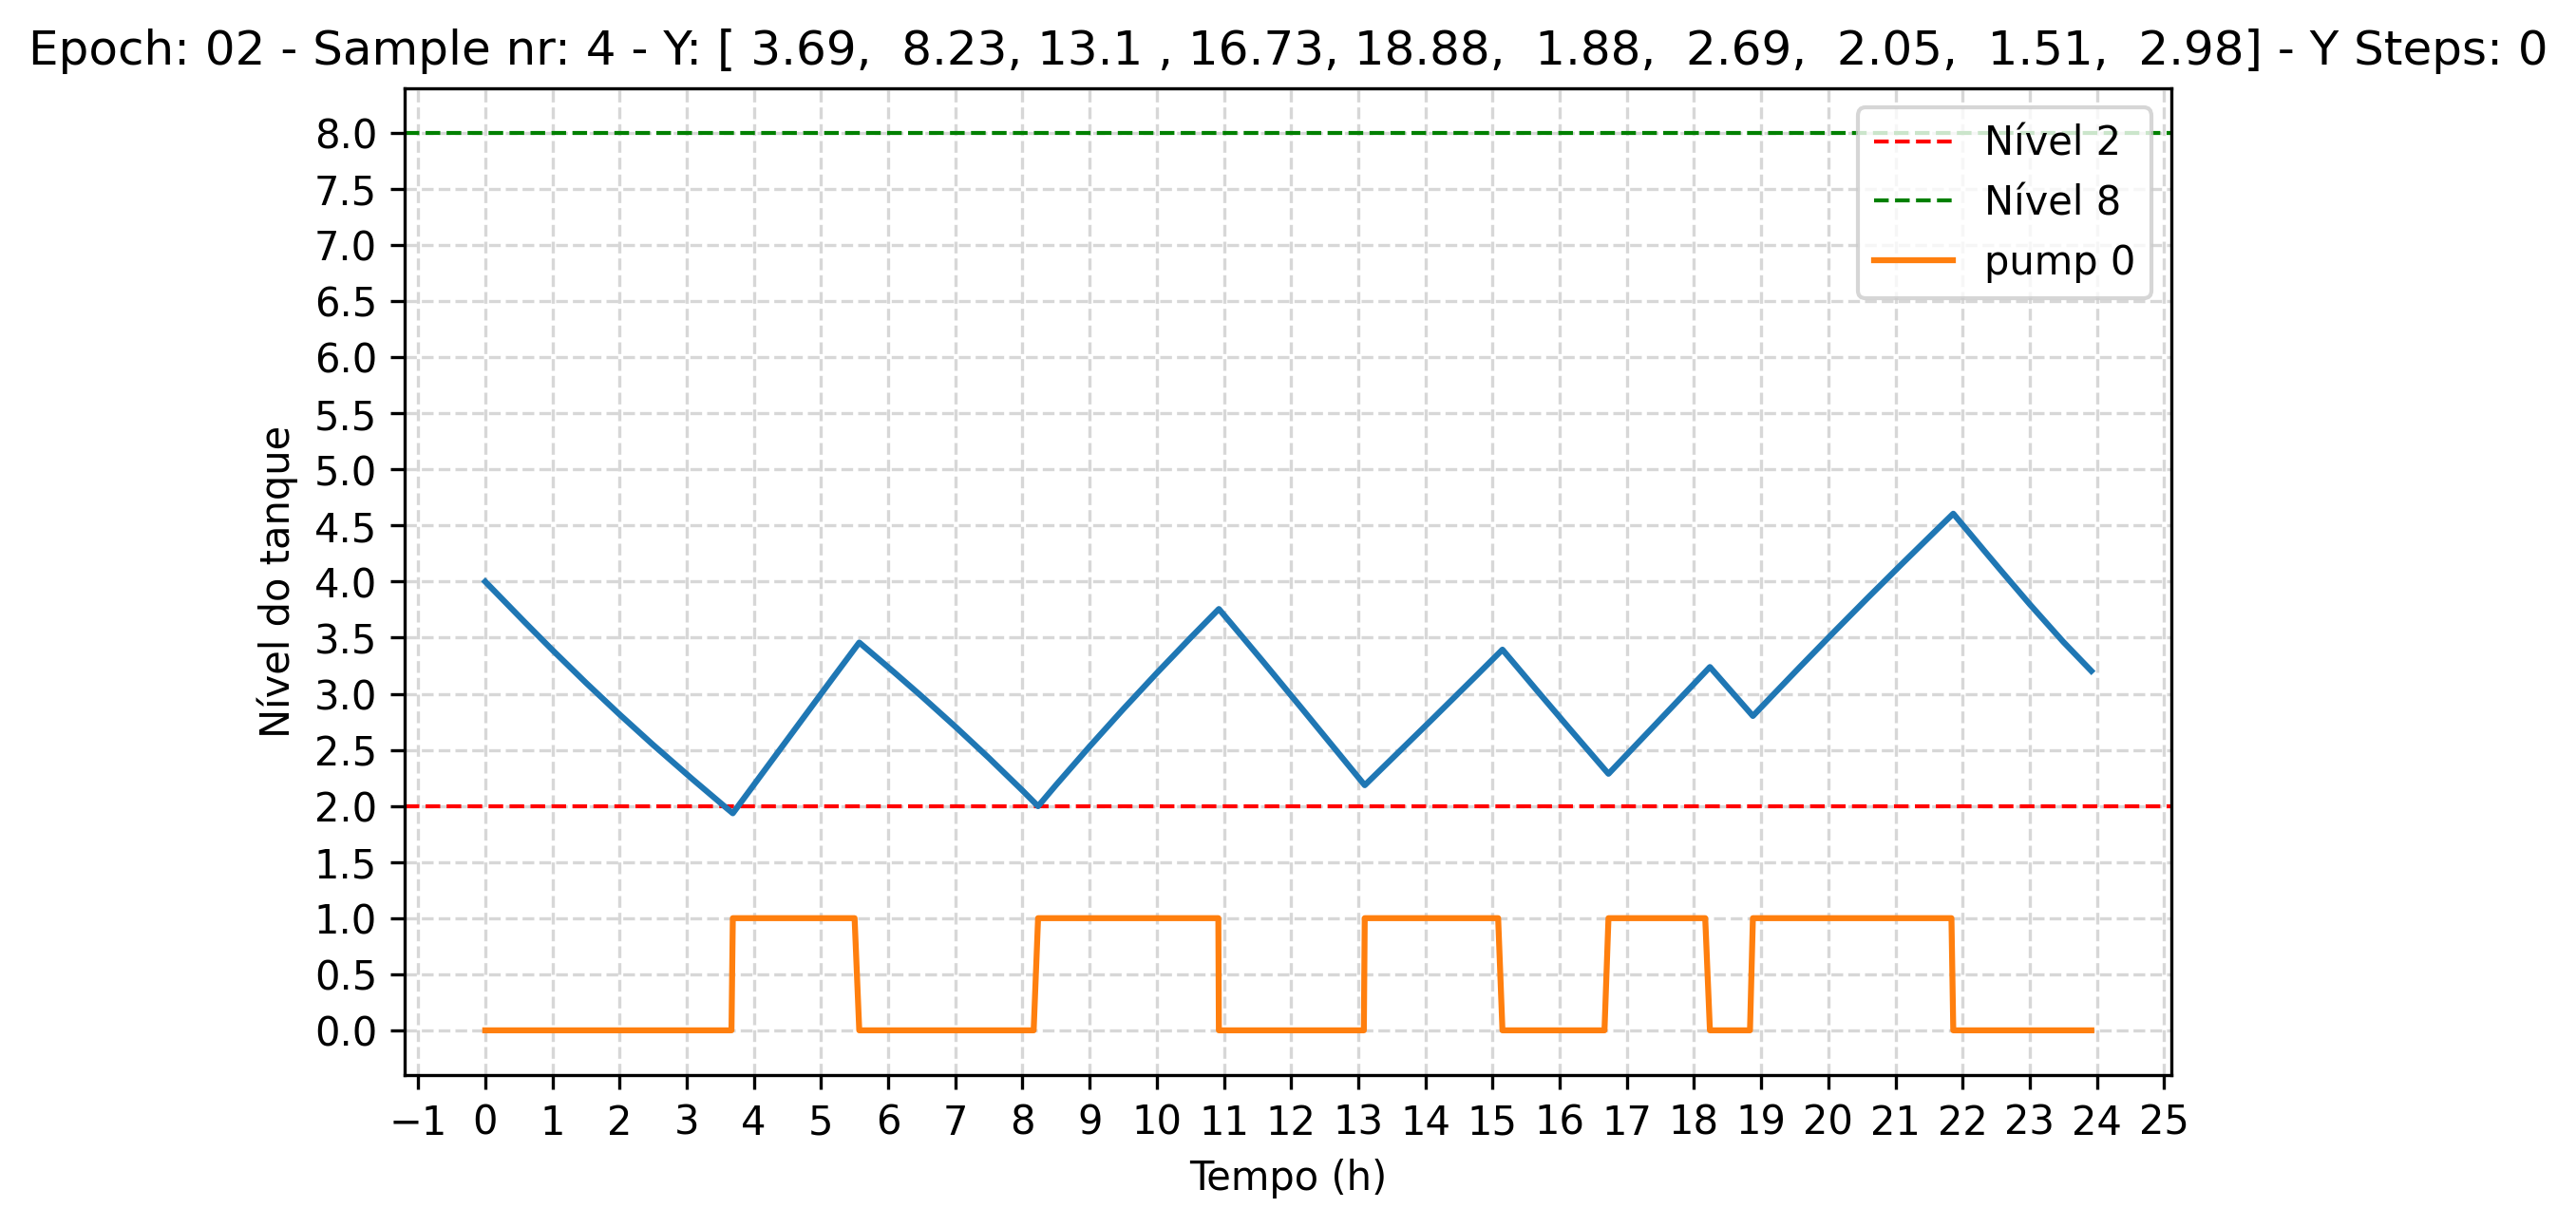 Epoch: 02 - Sample nr: 4 - Y: [ 3.69,  8.23, 13.1 , 16.73, 18.88,  1.88,  2.69,  2.05,  1.51,  2.98] - Y Steps: 0
Nível 2
Nível 8
pump 0
Nível do tanque
8.0
7.5
7.0
6.5
6.0
5.5
5.0
4.5
4.0
3.5
3.0
2.5
2.0
1.5
1.0
0.5
0.0
−1 0 1 2 3 4 5 6 7 8 9 10 11 12 13 14 15 16 17 18 19 20 21 22 23 24 25
Tempo (h)